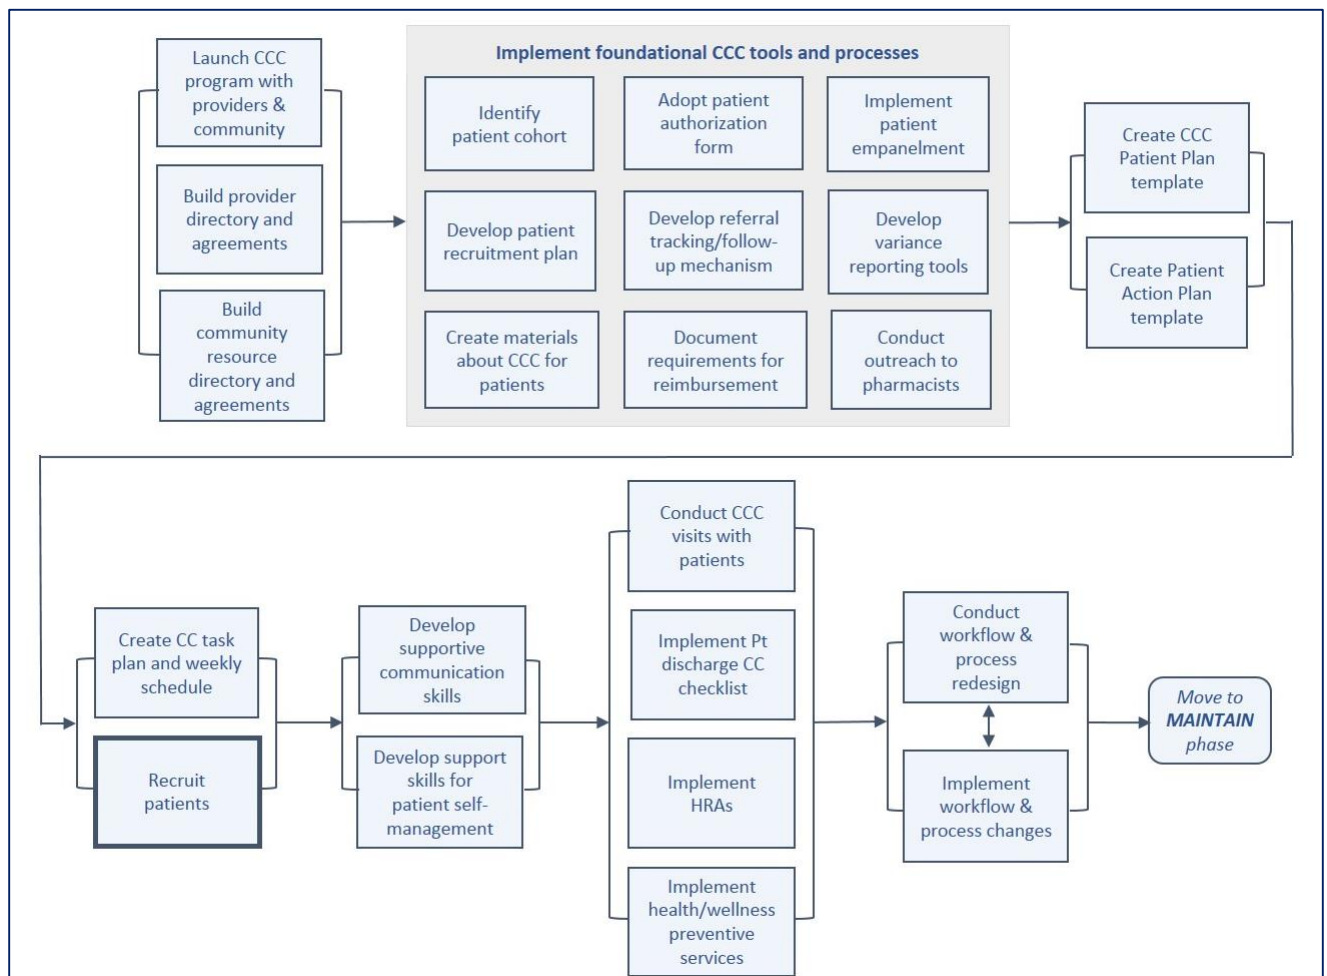 Launch CCC
program with
providers &
community
Build provider
directory and
agreements
Build
community
resource
directory and
agreements
Implement foundational CCC tools and processes
Identify
patient cohort
Adopt patient
authorization
form
Implement
patient
empanelment
Develop patient
recruitment plan
Develop referral
tracking/follow-
up mechanism
Develop
variance
reporting tools
Create materials
about CCC for
patients
Document
requirements for
reimbursement
Conduct
outreach to
pharmacists
Create CCC
Patient Plan
template
Create Patient
Action Plan
template
Create CC task
plan and weekly
schedule
Recruit
patients
Develop
supportive
communication
skills
Develop support
skills for
patient self-
management
Conduct CCC
visits with
patients
Implement Pt
discharge CC
checklist
Implement
HRAs
Implement
health/wellness
preventive
services
Conduct
workflow &
process
redesign
Implement
workflow &
process changes
Move to
MAINTAIN
phase